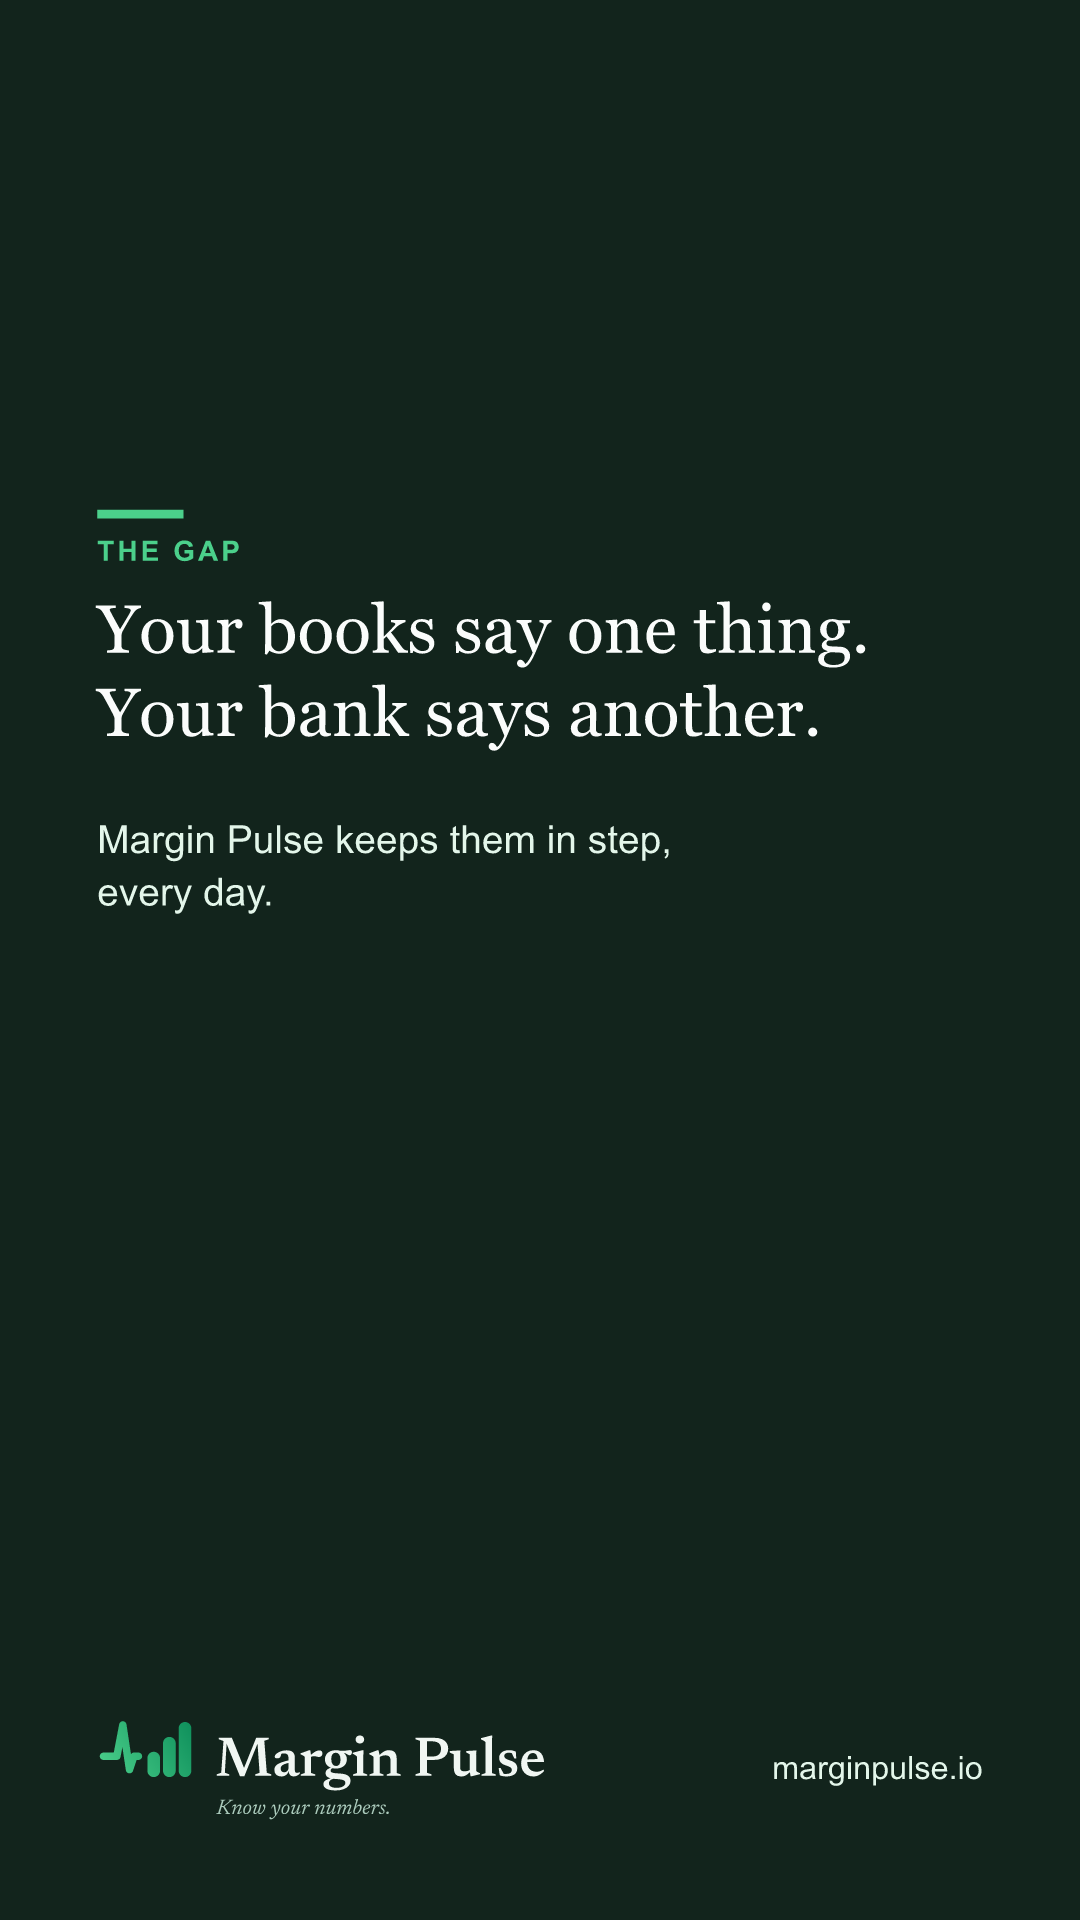 THE GAP
Your books say one thing.
Your bank says another.
Margin Pulse keeps them in step,
every day.
Margin Pulse
Know your numbers.
marginpulse.io